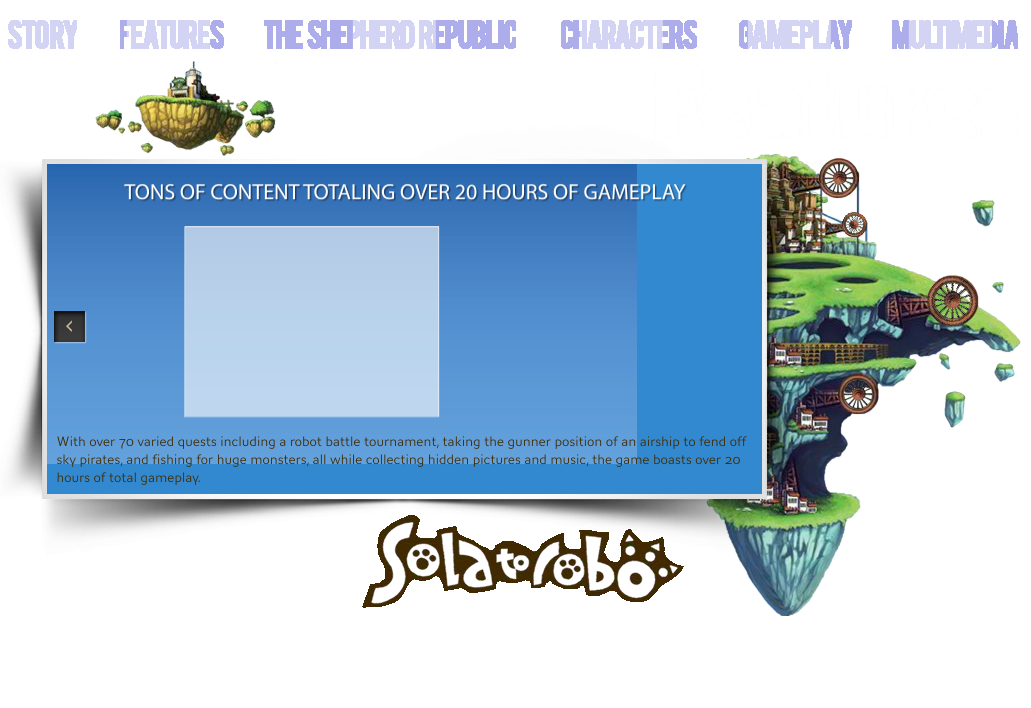 STORY FEATURES THE SHEPHERD REPUBLIC CHARACTERS GAMEPLAY MULTIMEDIA
TONS OF CONTENT TOTALING OVER 20 HOURS OF GAMEPLAY
With over 70 varied quests including a robot battle tournament, taking the gunner position of an airship to fend off
sky pirates, and fishing for huge monsters, all while collecting hidden pictures and music, the game boasts over 20
hours of total gameplay.
Solatorobo